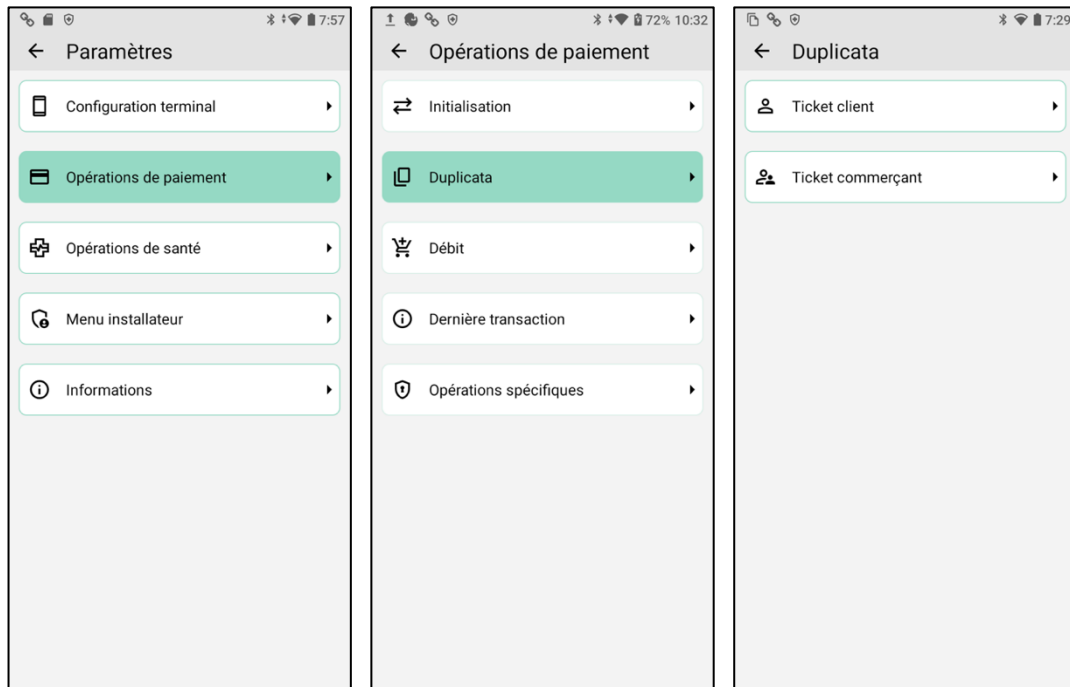 7:57
Paramètres
Configuration terminal
Opérations de paiement
Opérations de santé
Menu installateur
Informations
72% 10:32
Opérations de paiement
Initialisation
Duplicata
Débit
Dernière transaction
Opérations spécifiques
7:29
Duplicata
Ticket client
Ticket commerçant